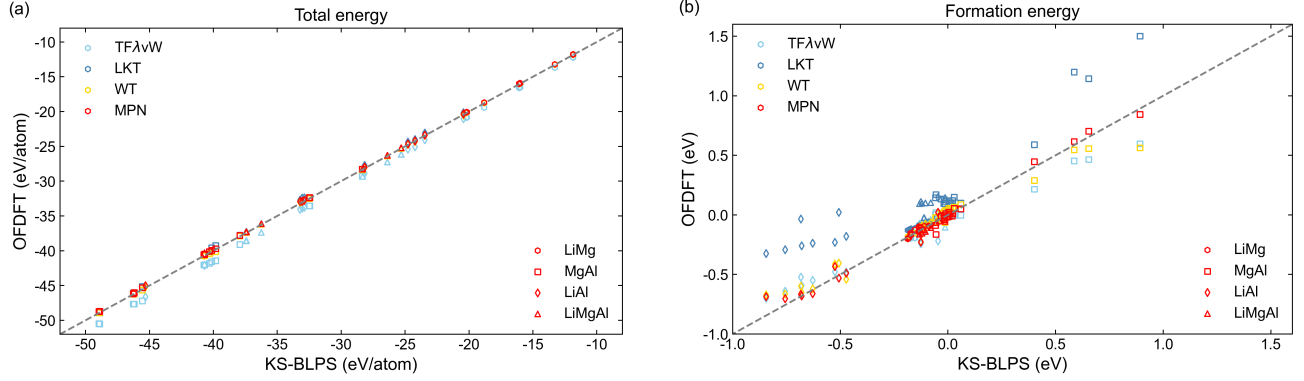 (a)
Total energy
TFλvW
LKT
WT
MPN
LiMg
MgAl
LiAl
LiMgAl
-10
-15
-20
-25
-30
-35
-40
-45
-50
OFDFT (eV/atom)
-50
-45
-40
-35
-30
-25
-20
-15
-10
KS-BLPS (eV/atom)
(b)
Formation energy
TFλvW
LKT
WT
MPN
LiMg
MgAl
LiAl
LiMgAl
1.5
1.0
0.5
0.0
-0.5
-1.0
OFDFT (eV)
-1.0
-0.5
0.0
0.5
1.0
1.5
KS-BLPS (eV)